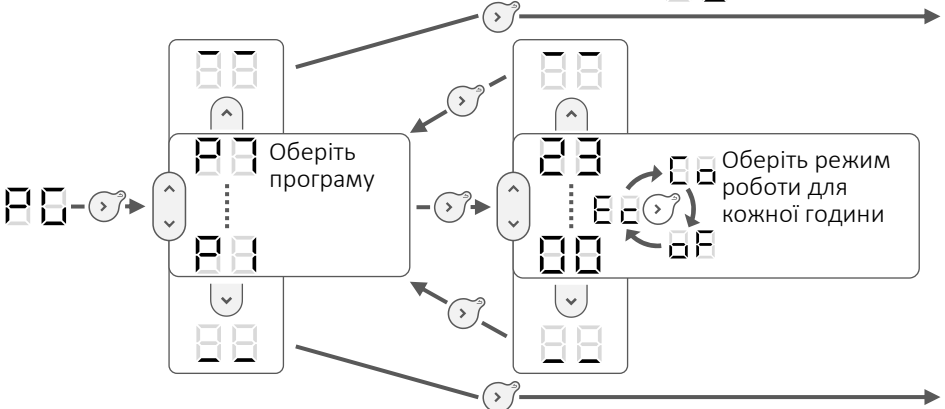 PG
P7
P1
Оберіть
програму
23
00
Ec
Co
oF
Оберіть режим
роботи для
кожної години